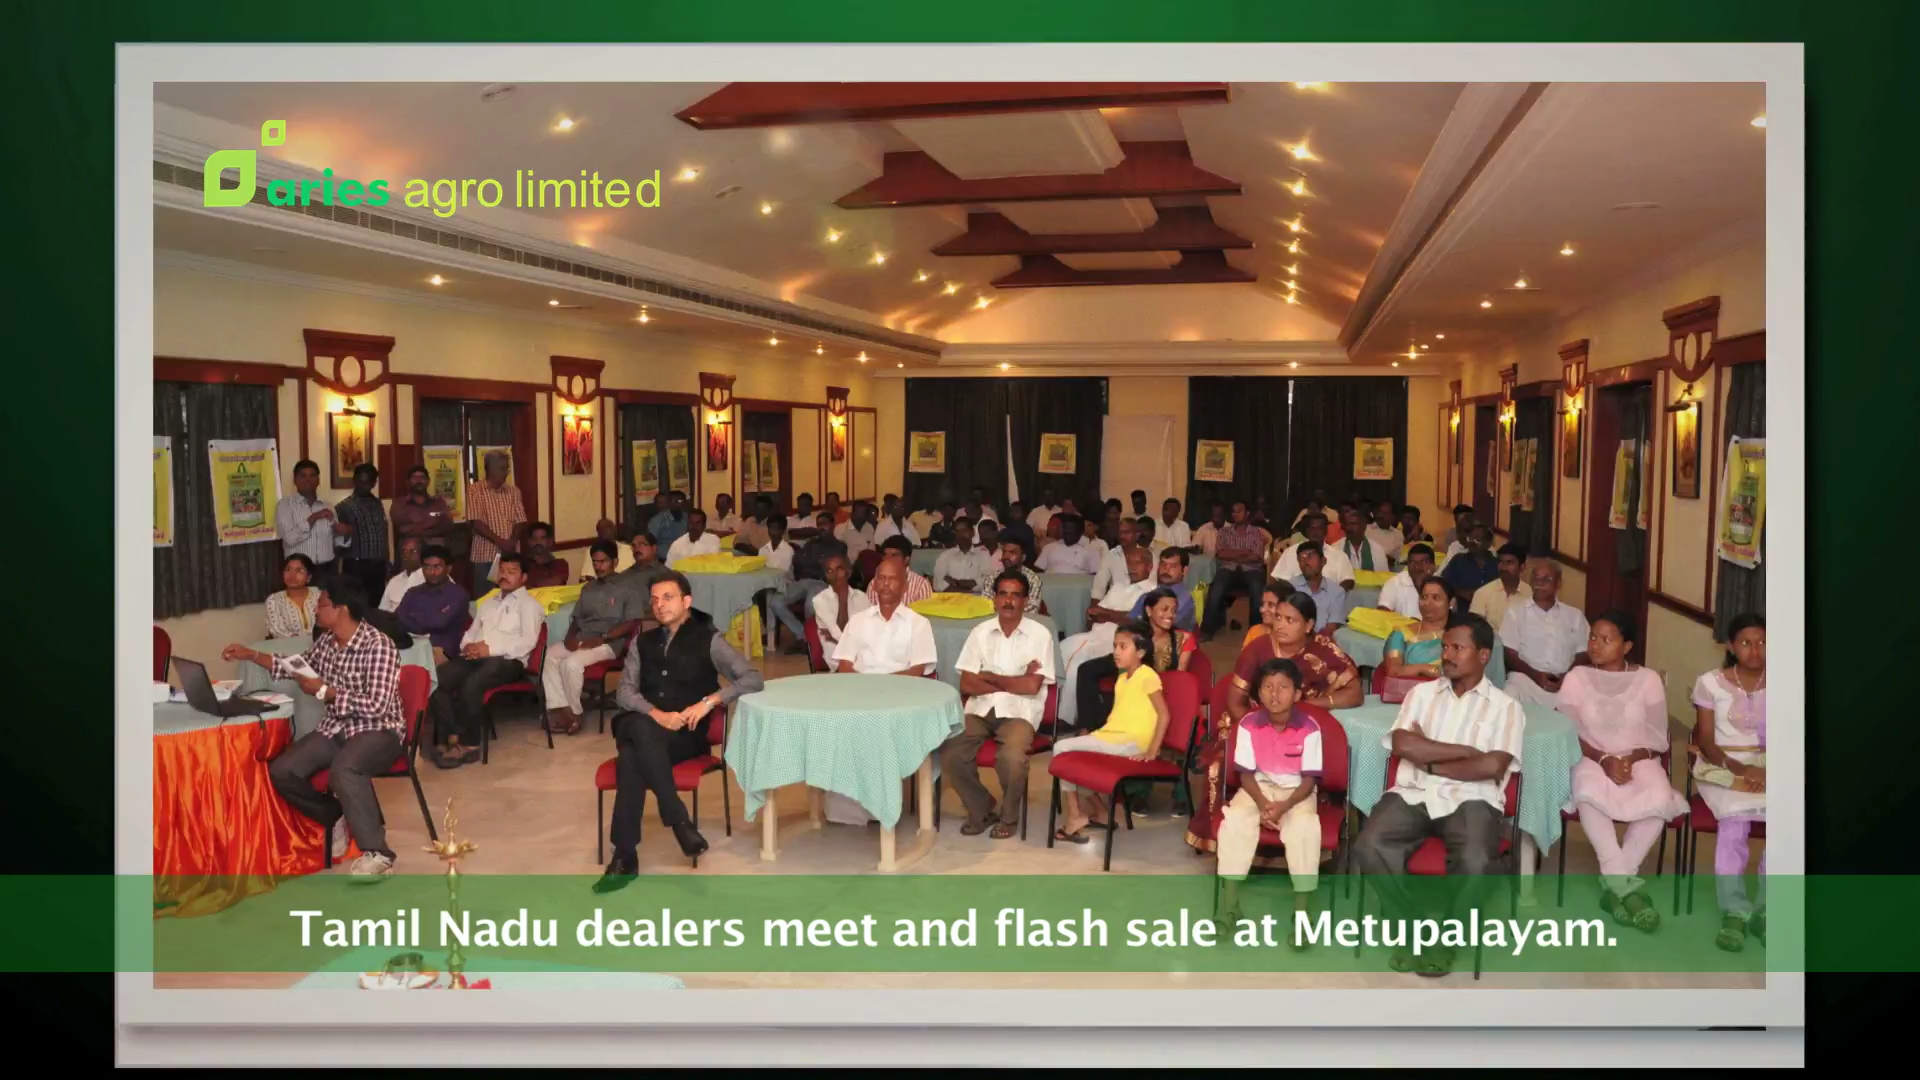 aries agro limited
Tamil Nadu dealers meet and flash sale at Metupalayam.